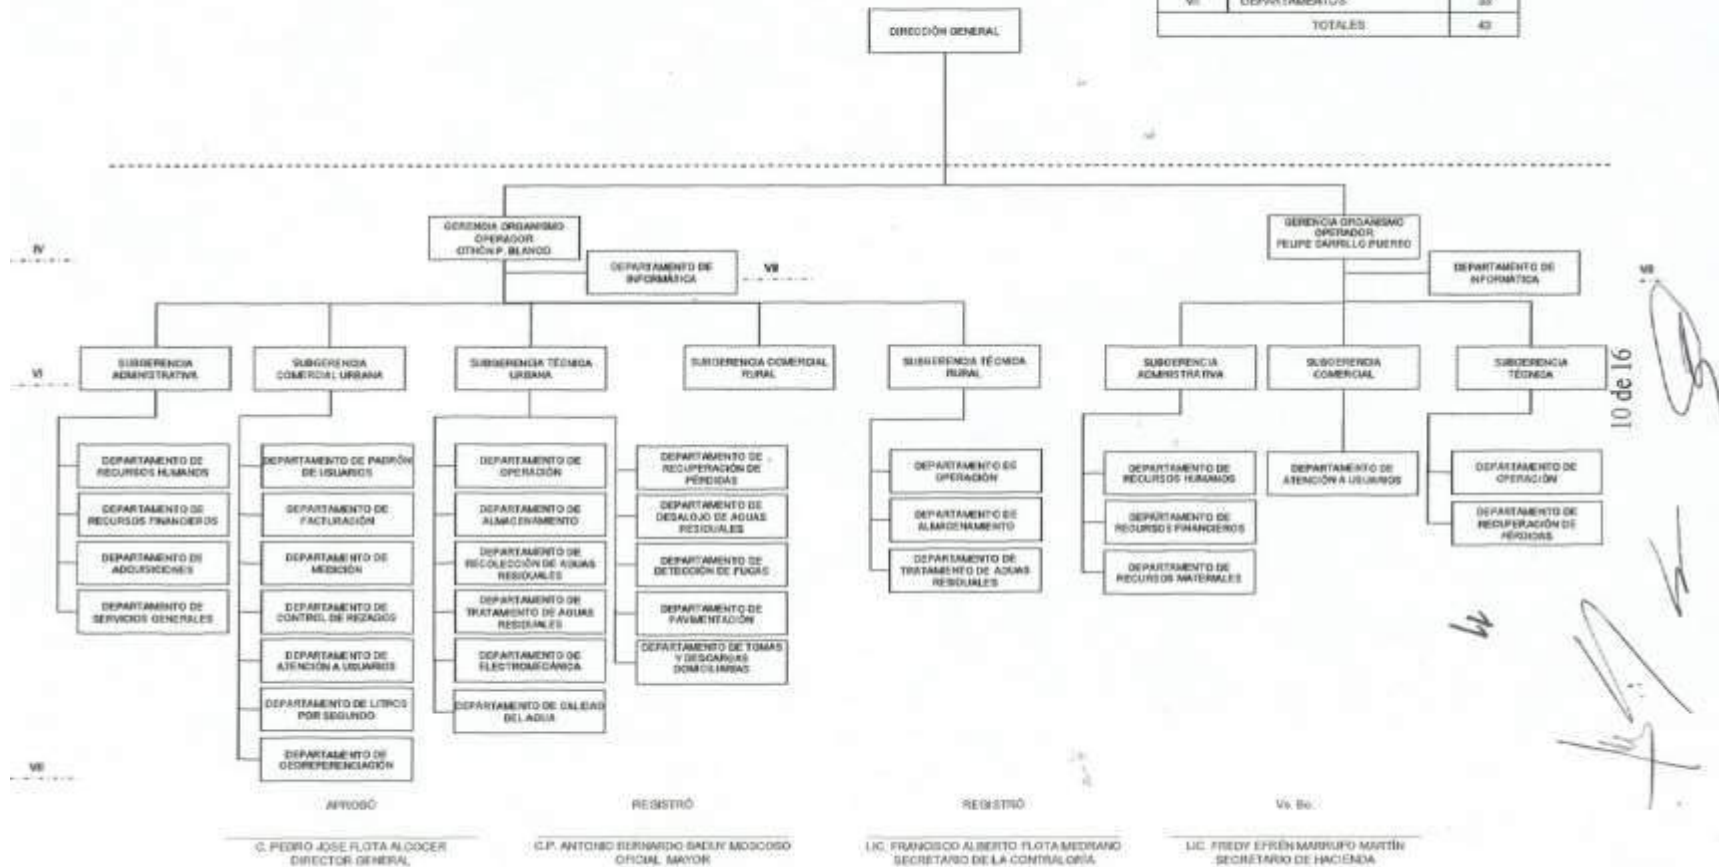 VII DEPARTAMENTOS 33
TOTALES 43
DIRECCIÓN GENERAL
GERENCIA ORGANISMO
OPERADOR
OTHÓN P. BLANCO
GERENCIA ORGANISMO
OPERADOR
FELIPE CARRILLO PUERTO
IV
DEPARTAMENTO DE
INFORMÁTICA
VII
DEPARTAMENTO DE
INFORMÁTICA
VII
VI
SUBGERENCIA
ADMINISTRATIVA
SUBGERENCIA
COMERCIAL URBANA
SUBGERENCIA TÉCNICA
URBANA
SUBGERENCIA COMERCIAL
RURAL
SUBGERENCIA TÉCNICA
RURAL
SUBGERENCIA
ADMINISTRATIVA
SUBGERENCIA
COMERCIAL
SUBGERENCIA
TÉCNICA
10 de 16
DEPARTAMENTO DE
RECURSOS HUMANOS
DEPARTAMENTO DE
RECURSOS FINANCIEROS
DEPARTAMENTO DE
ADQUISICIONES
DEPARTAMENTO DE
SERVICIOS GENERALES
DEPARTAMENTO DE PADRÓN
DE USUARIOS
DEPARTAMENTO DE
FACTURACIÓN
DEPARTAMENTO DE
MEDICIÓN
DEPARTAMENTO DE
CONTROL DE REZAGOS
DEPARTAMENTO DE
ATENCIÓN A USUARIOS
DEPARTAMENTO DE LITROS
POR SEGUNDO
DEPARTAMENTO DE
GEOREFERENCIACIÓN
DEPARTAMENTO DE
OPERACIÓN
DEPARTAMENTO DE
ALMACENAMIENTO
DEPARTAMENTO DE
RECOLECCIÓN DE AGUAS
RESIDUALES
DEPARTAMENTO DE
TRATAMIENTO DE AGUAS
RESIDUALES
DEPARTAMENTO DE
ELECTROMECÁNICA
DEPARTAMENTO DE CALIDAD
DEL AGUA
DEPARTAMENTO DE
RECUPERACIÓN DE
PÉRDIDAS
DEPARTAMENTO DE
DESALOJO DE AGUAS
RESIDUALES
DEPARTAMENTO DE
DETECCIÓN DE FUGAS
DEPARTAMENTO DE
PAVIMENTACIÓN
DEPARTAMENTO DE TOMAS
Y DESCARGAS
DOMICILIARIAS
DEPARTAMENTO DE
OPERACIÓN
DEPARTAMENTO DE
ALMACENAMIENTO
DEPARTAMENTO DE
TRATAMIENTO DE AGUAS
RESIDUALES
DEPARTAMENTO DE
RECURSOS HUMANOS
DEPARTAMENTO DE
RECURSOS FINANCIEROS
DEPARTAMENTO DE
RECURSOS MATERIALES
DEPARTAMENTO DE
ATENCIÓN A USUARIOS
DEPARTAMENTO DE
OPERACIÓN
DEPARTAMENTO DE
RECUPERACIÓN DE
PÉRDIDAS
VII
APROBÓ
REGISTRÓ
REGISTRÓ
Vo. Bo.
C. PEDRO JOSE FLOTA ALCOCER
DIRECTOR GENERAL
C.P. ANTONIO BERNARDO BADUY MOSCOSO
OFICIAL MAYOR
LIC. FRANCISCO ALBERTO FLOTA MEDRANO
SECRETARIO DE LA CONTRALORÍA
LIC. FREDY EFRÉN MARRUFO MARTÍN
SECRETARIO DE HACIENDA